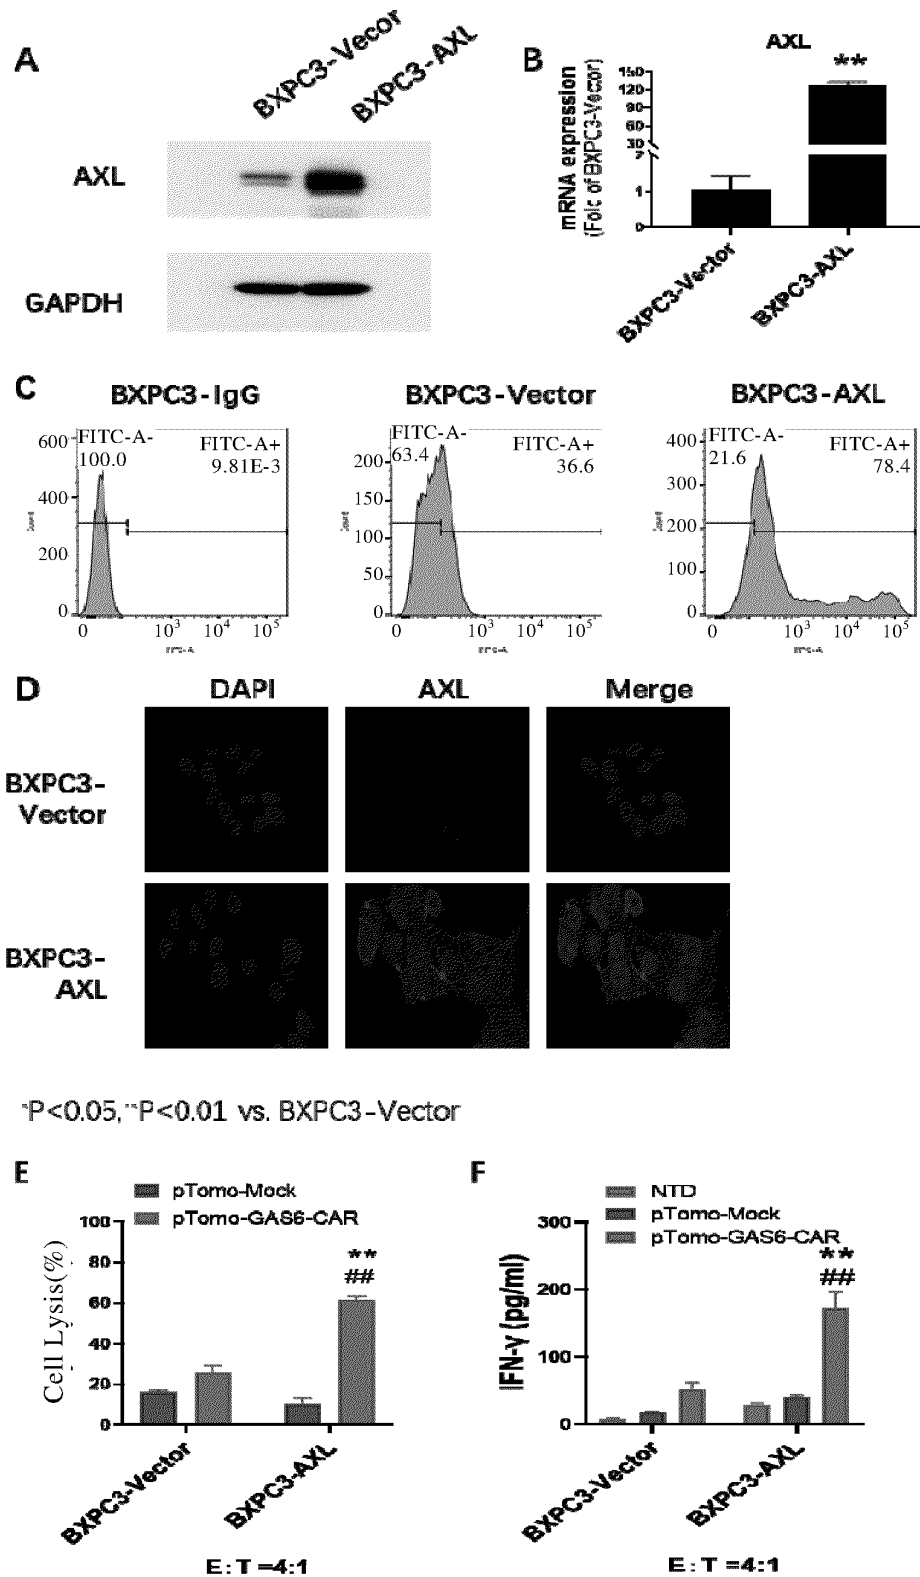 A
BXPC3-Vecor
BXPC3-AXL
AXL
GAPDH
B
AXL
**
mRNA expression
(Fold of BXPC3-Vector)
150
120
90
60
30
2
1
0
BXPC3-Vector
BXPC3-AXL
C
BXPC3-IgG
BXPC3-Vector
BXPC3-AXL
FITC-A-
100.0
FITC-A+
9.81E-3
600
400
200
0
0
10³
10⁴
10⁵
FITC-A-
63.4
FITC-A+
36.6
200
150
100
50
0
0
10³
10⁴
10⁵
FITC-A-
21.6
FITC-A+
78.4
400
300
200
100
0
0
10³
10⁴
10⁵
D
DAPI
AXL
Merge
BXPC3-
Vector
BXPC3-
AXL
*P<0.05,**P<0.01 vs. BXPC3-Vector
E
pTomo-Mock
pTomo-GAS6-CAR
Cell Lysis(%)
100
80
60
40
20
0
**
##
BXPC3-Vector
BXPC3-AXL
E:T=4:1
F
NTD
pTomo-Mock
pTomo-GAS6-CAR
IFN-γ (pg/ml)
300
200
100
0
**
##
BXPC3-Vector
BXPC3-AXL
E:T=4:1